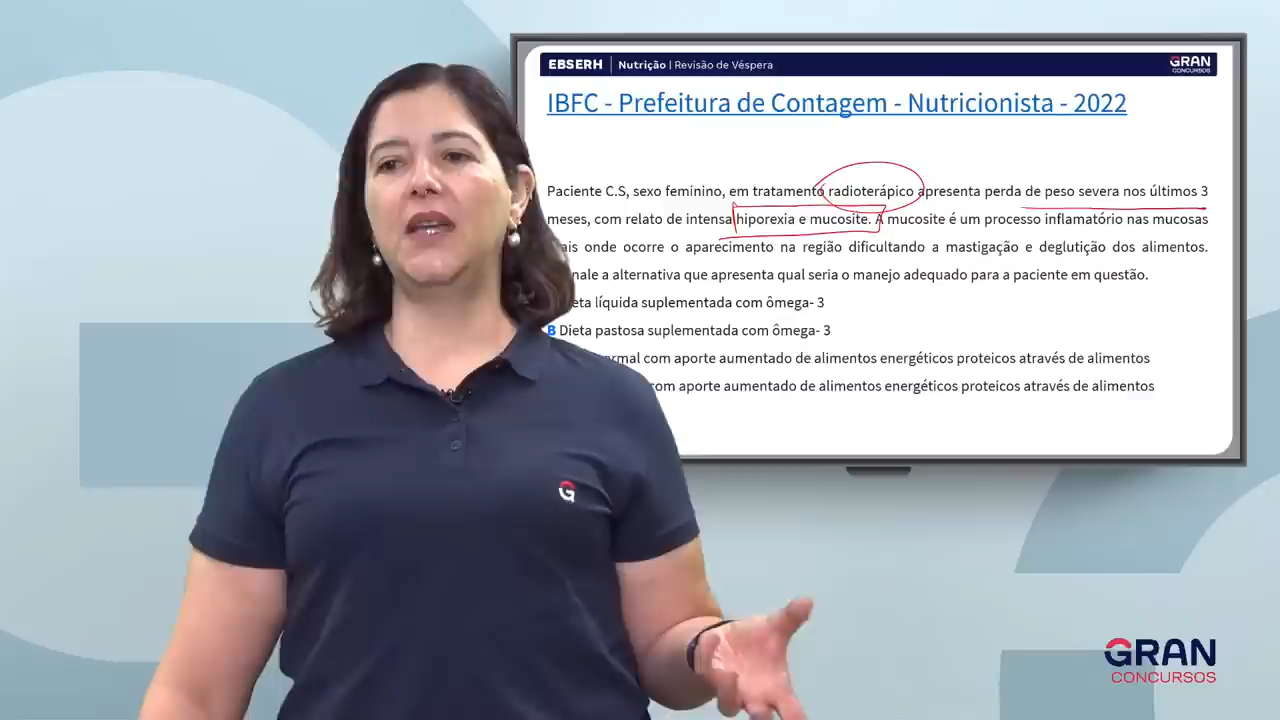 EBSERH | Nutrição | Revisão de Véspera
GRAN
CONCURSOS
IBFC - Prefeitura de Contagem - Nutricionista - 2022
Paciente C.S, sexo feminino, em tratamento radioterápico apresenta perda de peso severa nos últimos 3
meses, com relato de intensa hiporexia e mucosite. A mucosite é um processo inflamatório nas mucosas
onde ocorre o aparecimento na região dificultando a mastigação e deglutição dos alimentos.
a alternativa que apresenta qual seria o manejo adequado para a paciente em questão.
líquida suplementada com ômega- 3
B Dieta pastosa suplementada com ômega- 3
com aporte aumentado de alimentos energéticos proteicos através de alimentos
com aporte aumentado de alimentos energéticos proteicos através de alimentos
G
GRAN
CONCURSOS